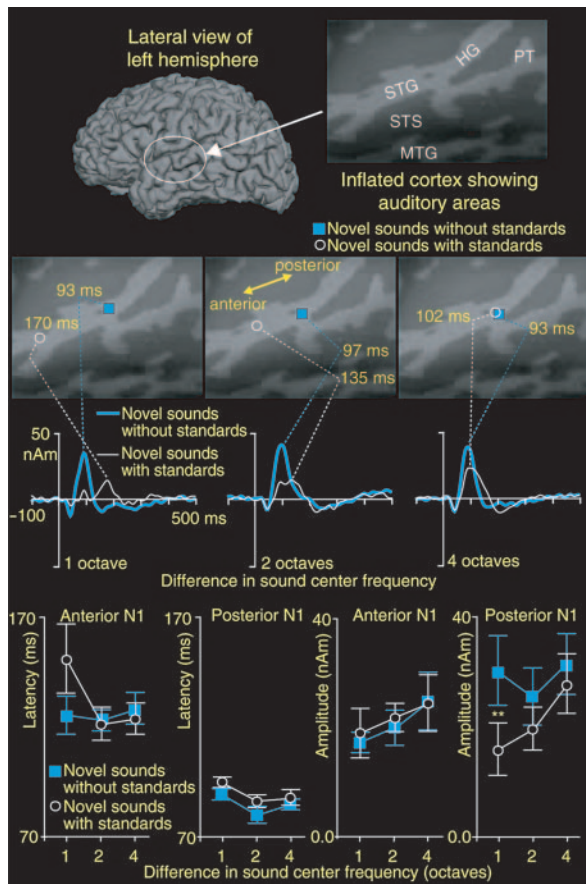 Lateral view of
left hemisphere
HG
PT
STG
STS
MTG
Inflated cortex showing
auditory areas
Novel sounds without standards
Novel sounds with standards
93 ms
170 ms
posterior
anterior
97 ms
135 ms
102 ms
93 ms
50
nAm
Novel sounds
without standards
Novel sounds
with standards
−100
500 ms
1 octave
2 octaves
4 octaves
Difference in sound center frequency
170
Anterior N1
Latency (ms)
70
170
Posterior N1
Latency (ms)
70
40
Anterior N1
Amplitude (nAm)
0.0
40
Posterior N1
Amplitude (nAm)
**
0.0
Novel sounds
without standards
Novel sounds
with standards
1 2 4
1 2 4
1 2 4
1 2 4
Difference in sound center frequency (octaves)